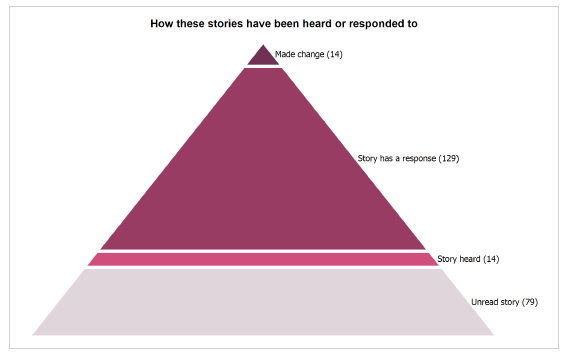 How these stories have been heard or responded to
Made change (14)
Story has a response (129)
Story heard (14)
Unread story (79)